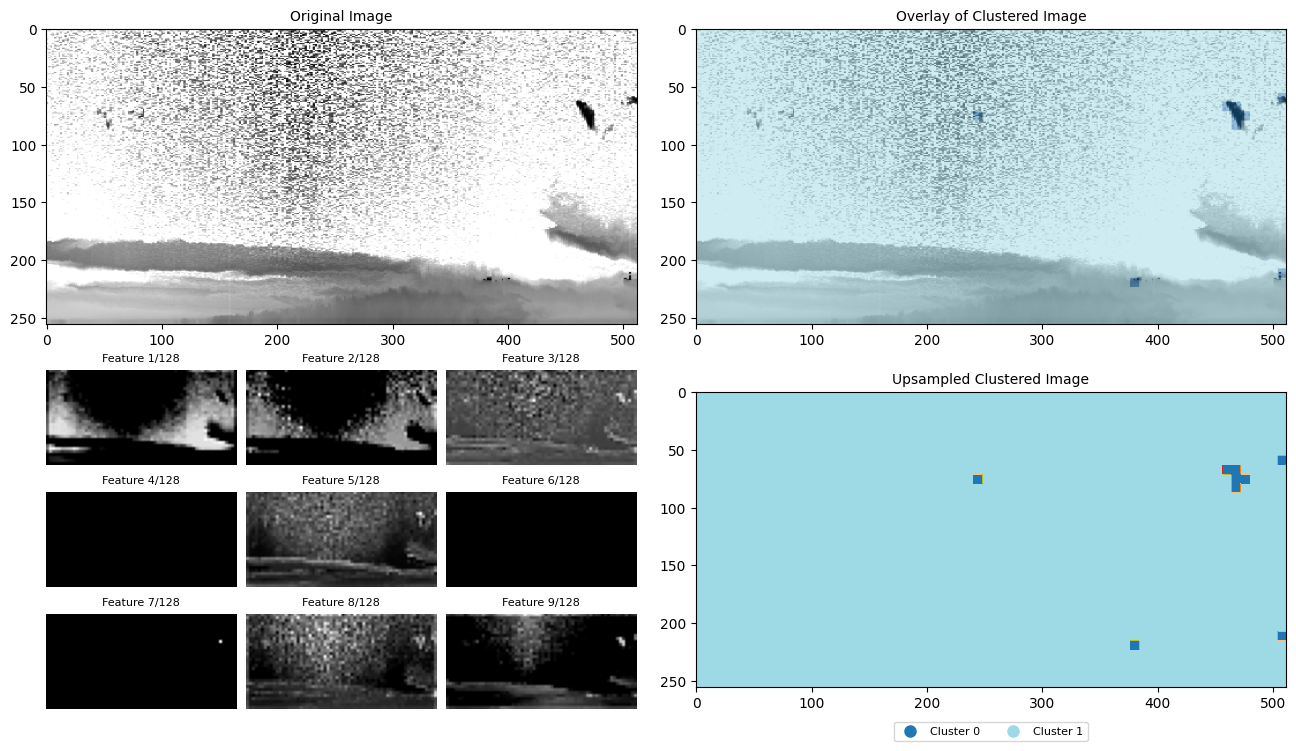 Original Image
0
50
100
150
200
250
0 100 200 300 400 500
Overlay of Clustered Image
0
50
100
150
200
250
0 100 200 300 400 500
Feature 1/128 Feature 2/128 Feature 3/128
Feature 4/128 Feature 5/128 Feature 6/128
Feature 7/128 Feature 8/128 Feature 9/128
Upsampled Clustered Image
0
50
100
150
200
250
0 100 200 300 400 500
Cluster 0 Cluster 1